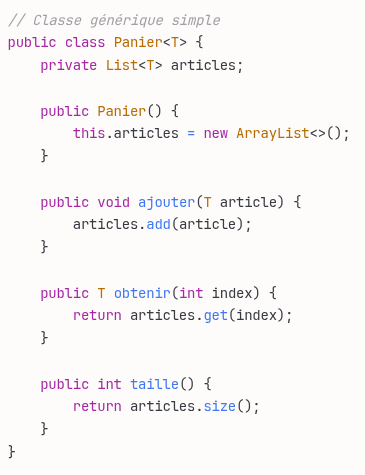 // Classe générique simple
public class Panier<T> {
    private List<T> articles;

    public Panier() {
        this.articles = new ArrayList<>();
    }

    public void ajouter(T article) {
        articles.add(article);
    }

    public T obtenir(int index) {
        return articles.get(index);
    }

    public int taille() {
        return articles.size();
    }
}